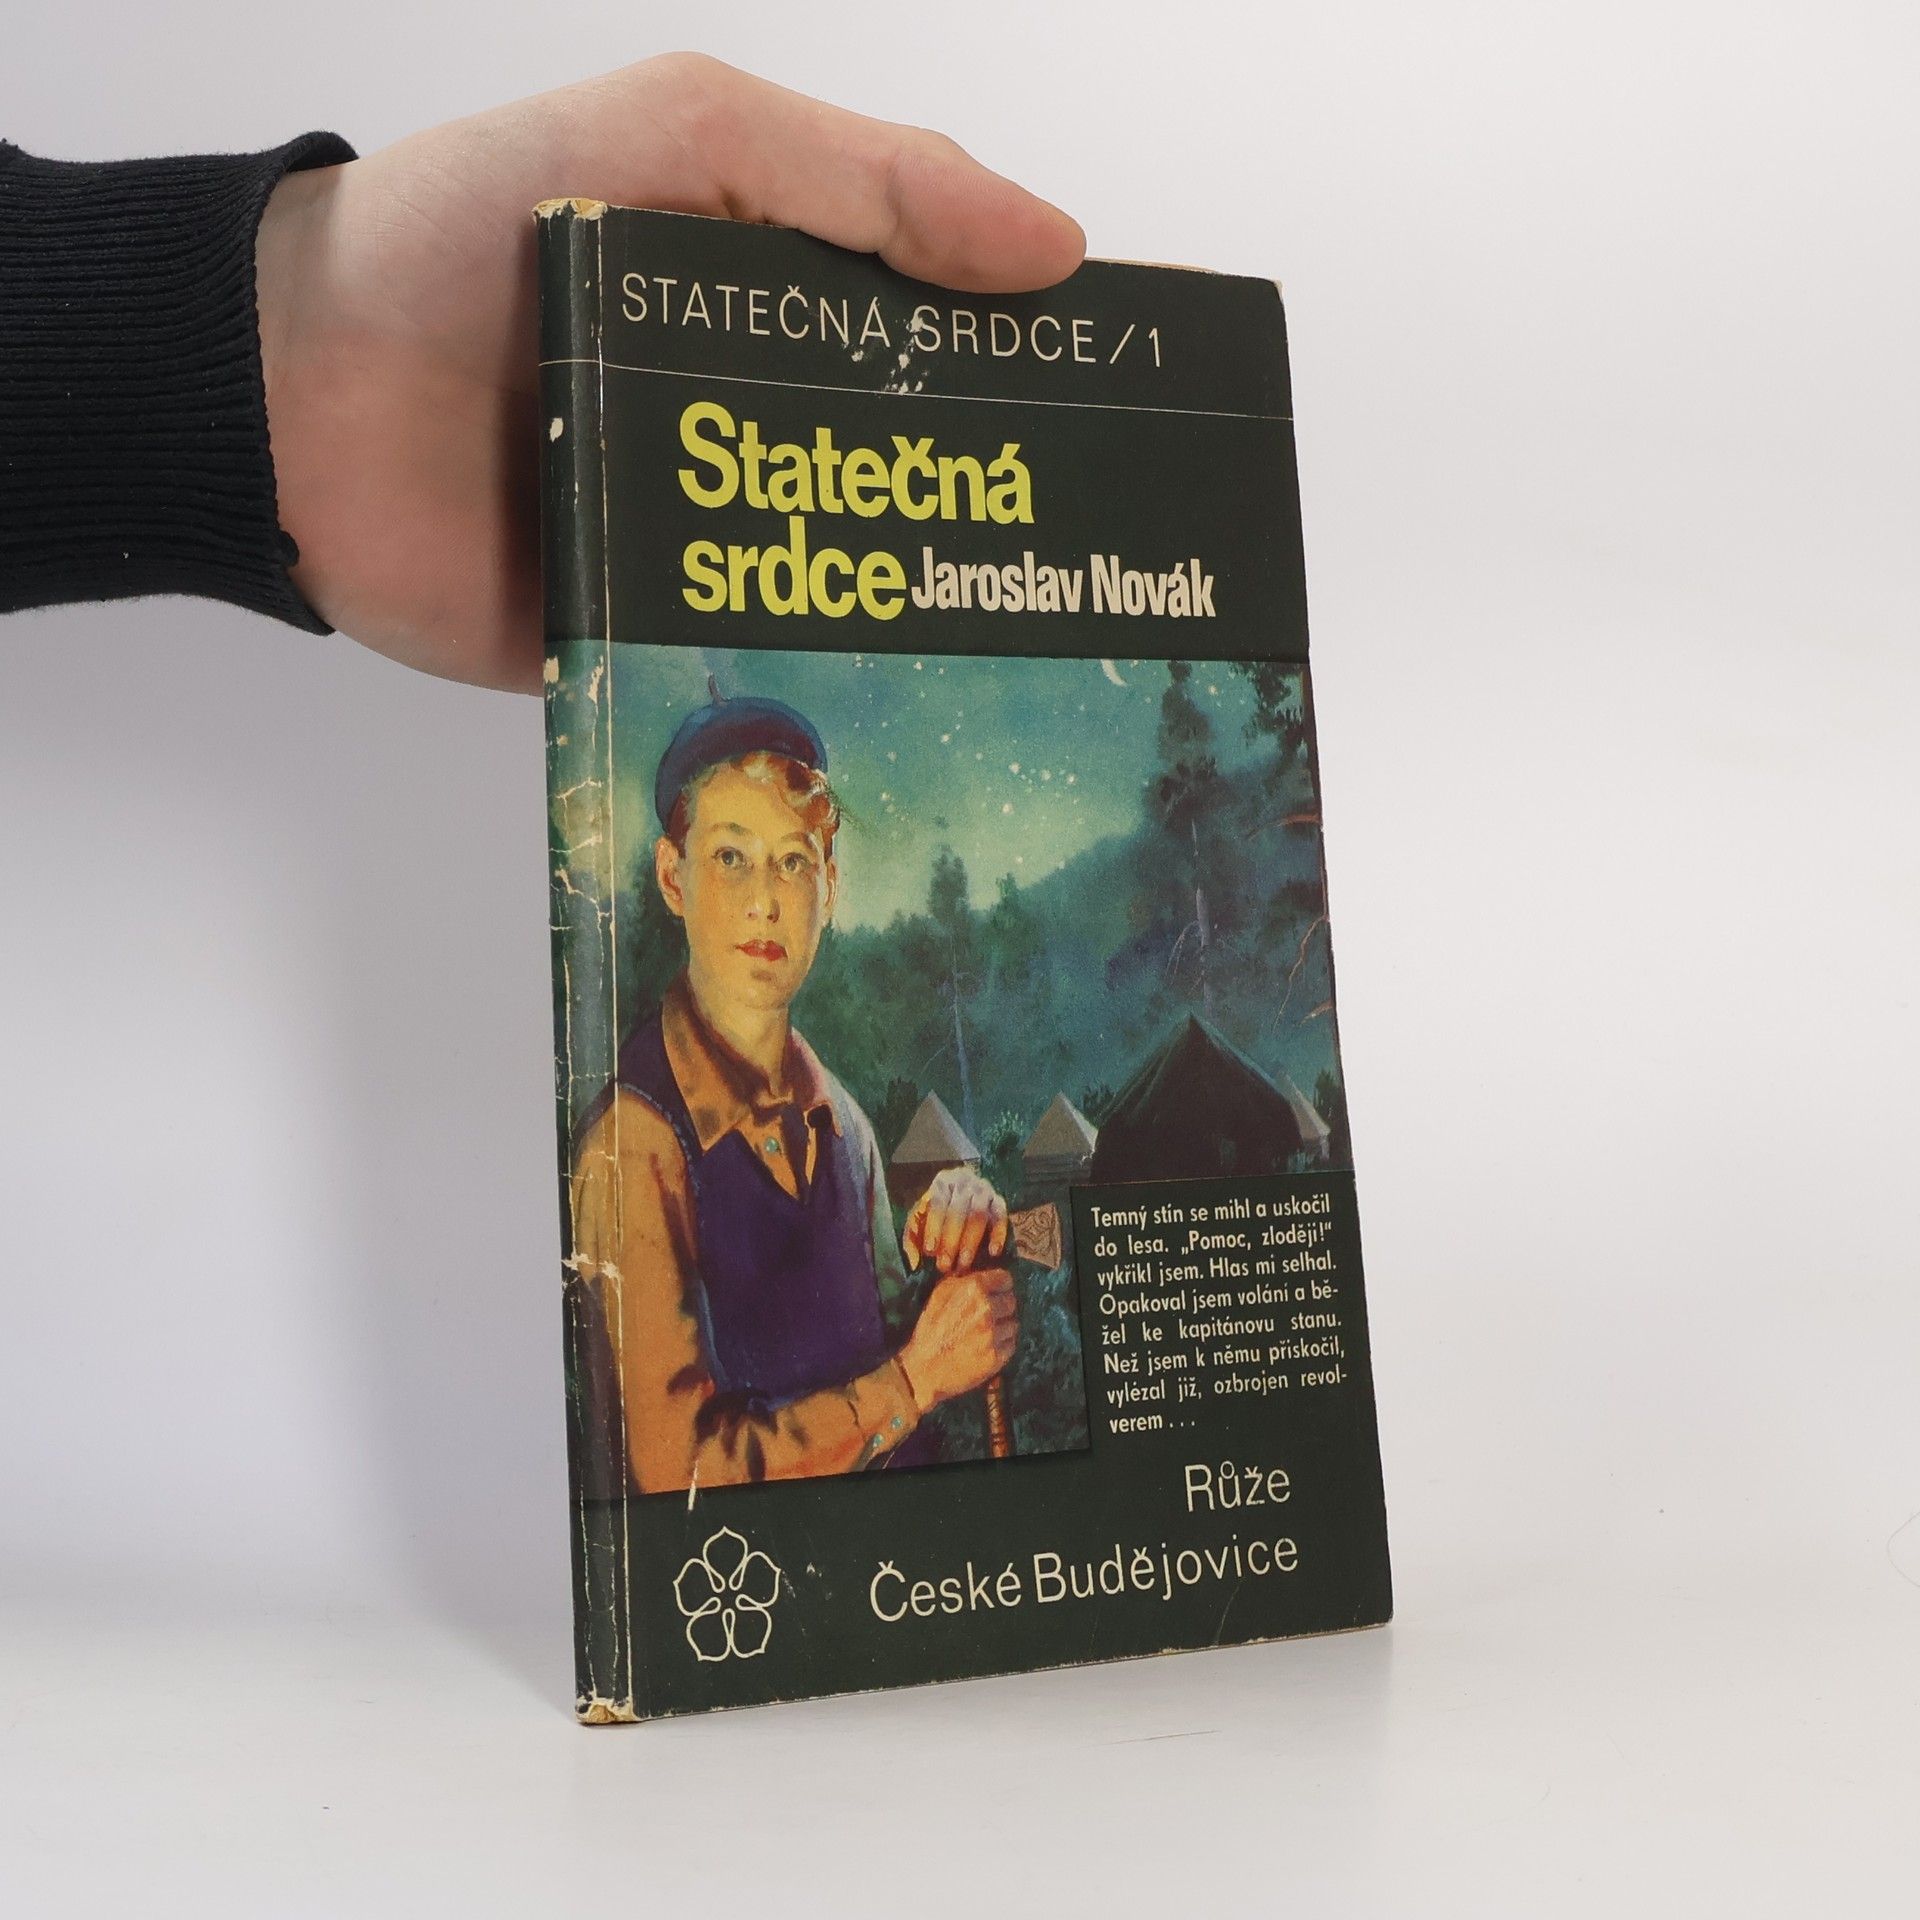 STATEČNÁ SRDCE/1
Statečná
srdce Jaroslav Novák
Temný stín se mihl a uskočil
do lesa. „Pomoc, zloději!"
vykřikl jsem. Hlas mi selhal.
Opakoval jsem volání a bě-
žel ke kapitánovu stanu.
Než jsem k němu přiskočil,
vylézal již, ozbrojen revol-
verem ...
Růže
České Budějovice